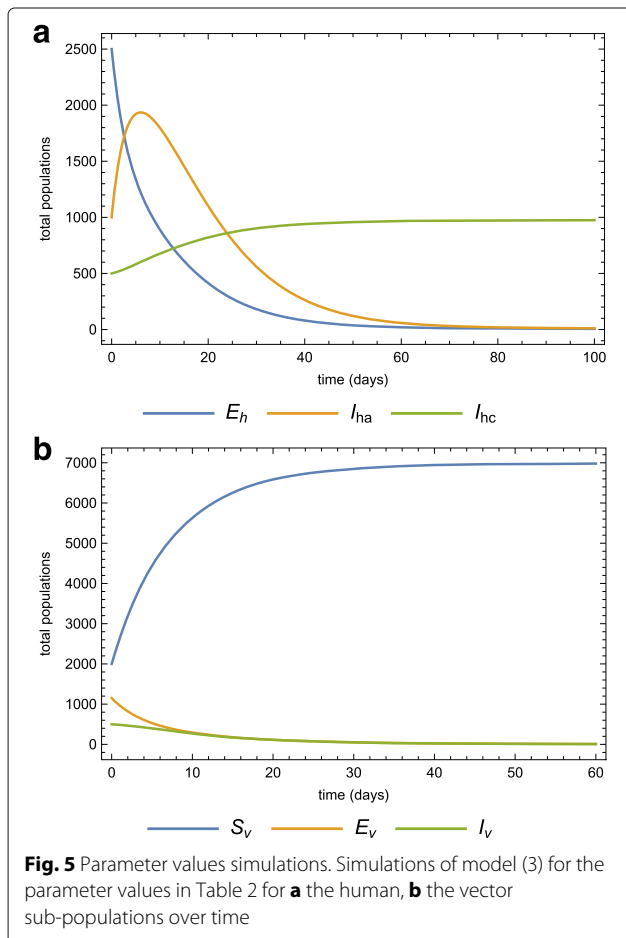 a
2500
2000
1500
1000
500
0
total populations
0 20 40 60 80 100
time (days)
E_h I_ha I_hc
b
7000
6000
5000
4000
3000
2000
1000
0
total populations
0 10 20 30 40 50 60
time (days)
S_v E_v I_v
Fig. 5 Parameter values simulations. Simulations of model (3) for the
parameter values in Table 2 for a the human, b the vector
sub-populations over time